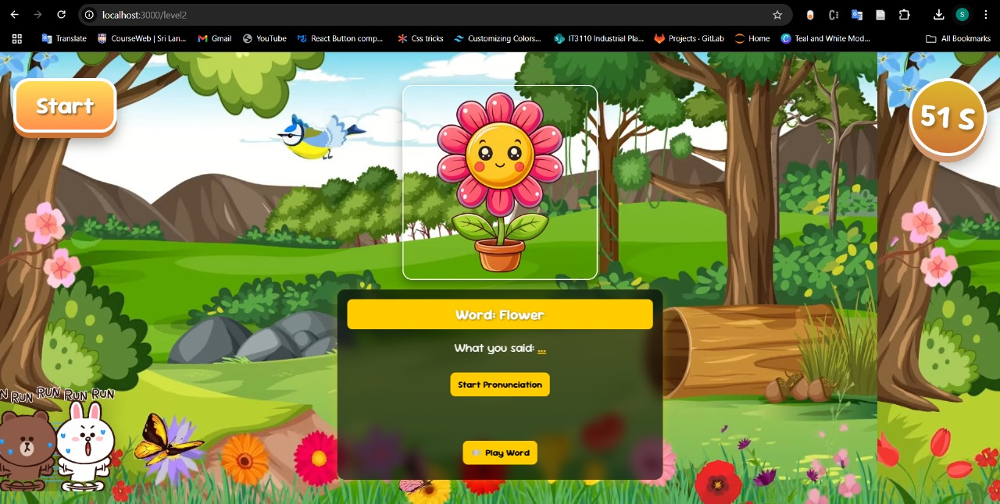 localhost:3000/level2
S
Translate
CourseWeb | Sri Lan...
Gmail
YouTube
React Button comp...
Css tricks
Customizing Colors...
IT3110 Industrial Pla...
Projects · GitLab
Home
Teal and White Mod...
All Bookmarks
Start
51 S
Word: Flower
What you said: ...
Start Pronunciation
Play Word
N RUN RUN RUN RUN